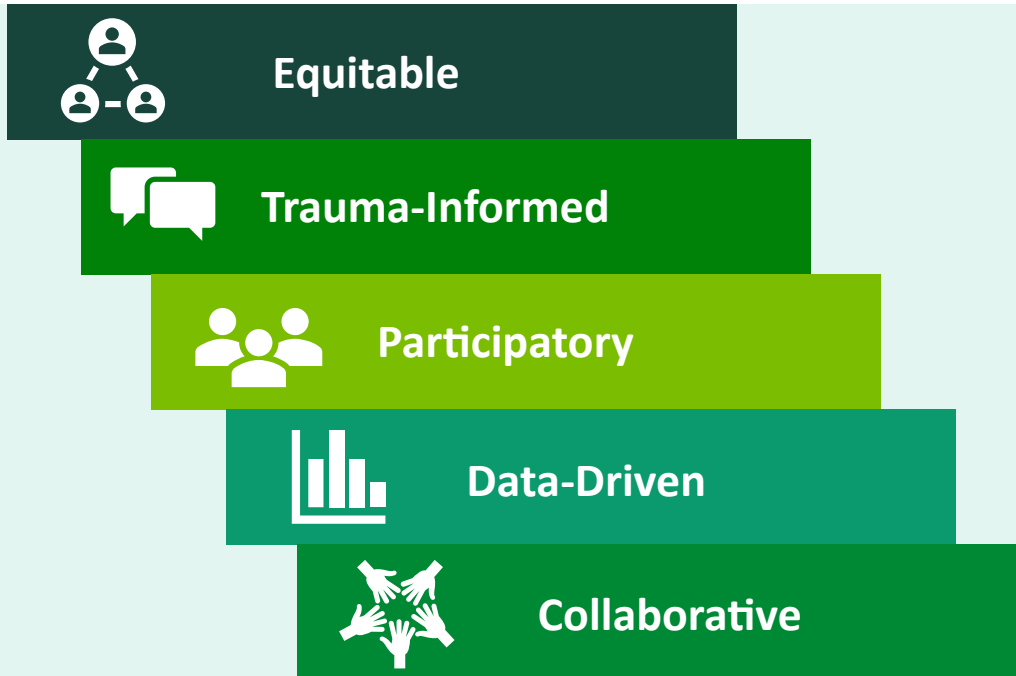 Equitable
Trauma-Informed
Participatory
Data-Driven
Collaborative